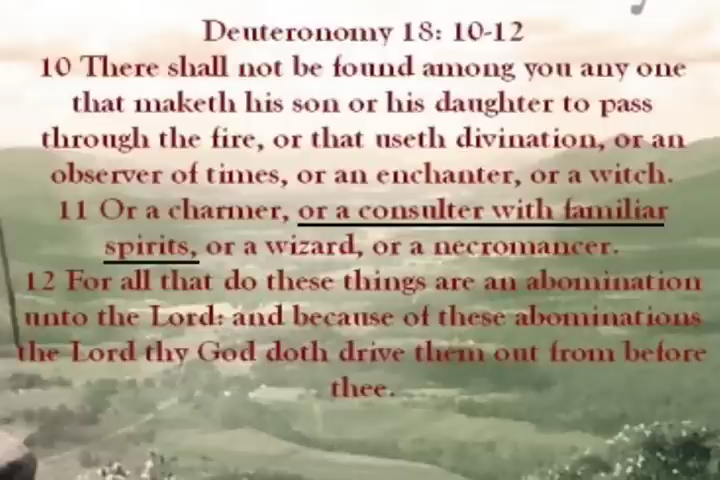 Deuteronomy 18: 10-12
10 There shall not be found among you any one
that maketh his son or his daughter to pass
through the fire, or that useth divination, or an
observer of times, or an enchanter, or a witch.
11 Or a charmer, or a consulter with familiar
spirits, or a wizard, or a necromancer.
12 For all that do these things are an abomination
unto the Lord: and because of these abominations
the Lord thy God doth drive them out from before
thee.